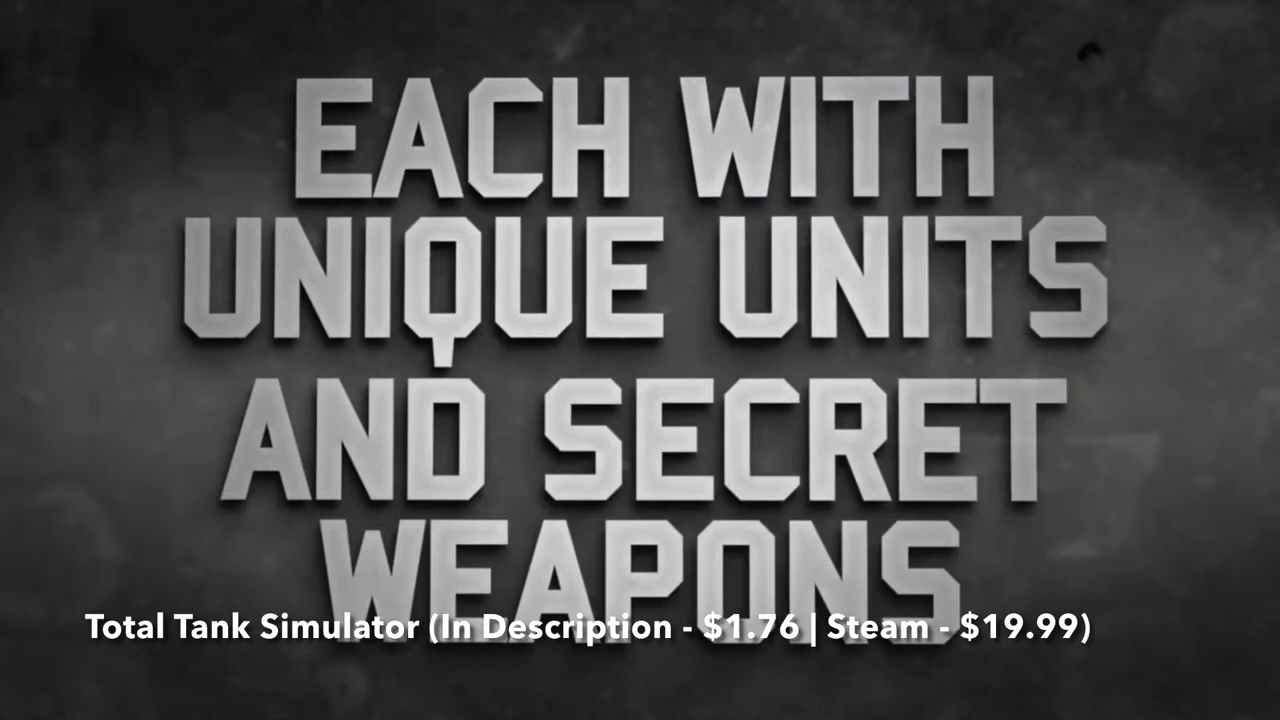 EACH WITH
UNIQUE UNITS
AND SECRET
WEAPONS
Total Tank Simulator (In Description - $1.76 | Steam - $19.99)